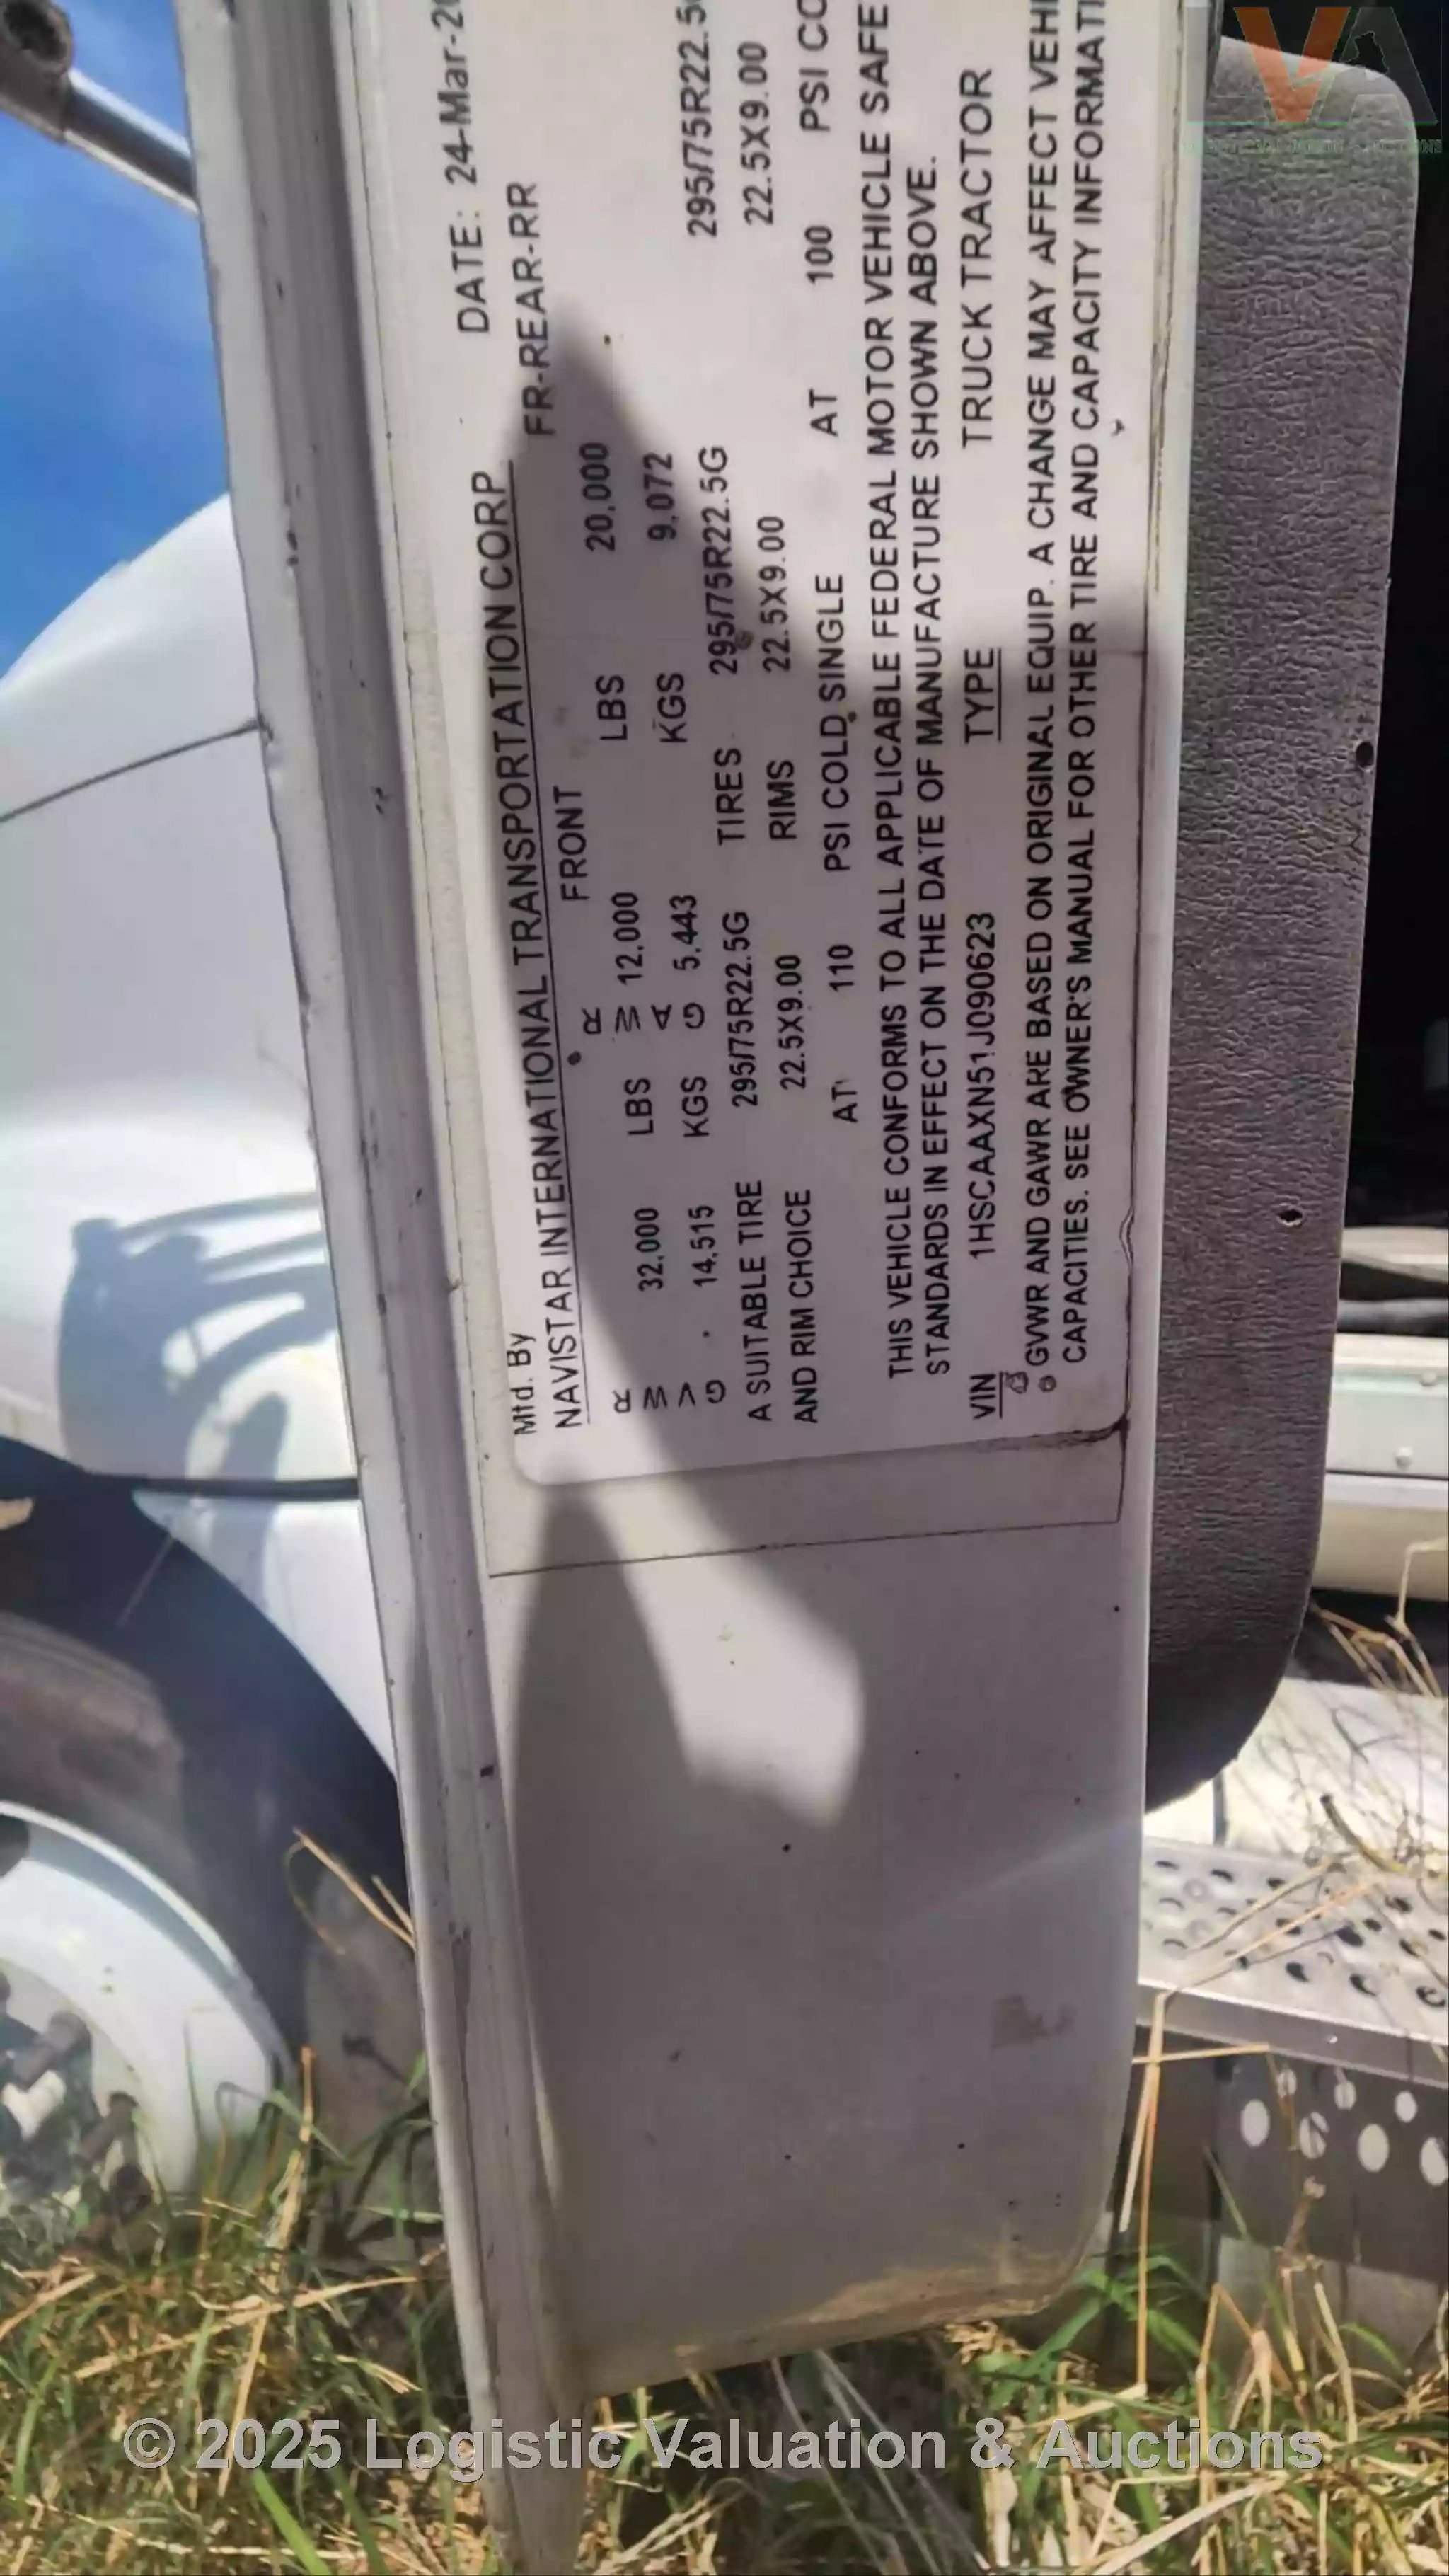 Mfd. By
NAVISTAR INTERNATIONAL TRANSPORTATION CORP DATE: 24-Mar-20
FRONT FR-REAR-RR
GVWR 32,000 LBS GAWR 12,000 LBS 20,000
14,515 KGS 5,443 KGS 9,072
A SUITABLE TIRE 295/75R22.5G TIRES 295/75R22.5G 295/75R22.5
AND RIM CHOICE 22.5X9.00 RIMS 22.5X9.00 22.5X9.00
AT 110 PSI COLD SINGLE AT 100 PSI CO
THIS VEHICLE CONFORMS TO ALL APPLICABLE FEDERAL MOTOR VEHICLE SAFE
STANDARDS IN EFFECT ON THE DATE OF MANUFACTURE SHOWN ABOVE.
VIN 1HSCAAXN51J090623 TYPE TRUCK TRACTOR
GVWR AND GAWR ARE BASED ON ORIGINAL EQUIP. A CHANGE MAY AFFECT VEHI
CAPACITIES. SEE OWNER'S MANUAL FOR OTHER TIRE AND CAPACITY INFORMATI
© 2025 Logistic Valuation & Auctions